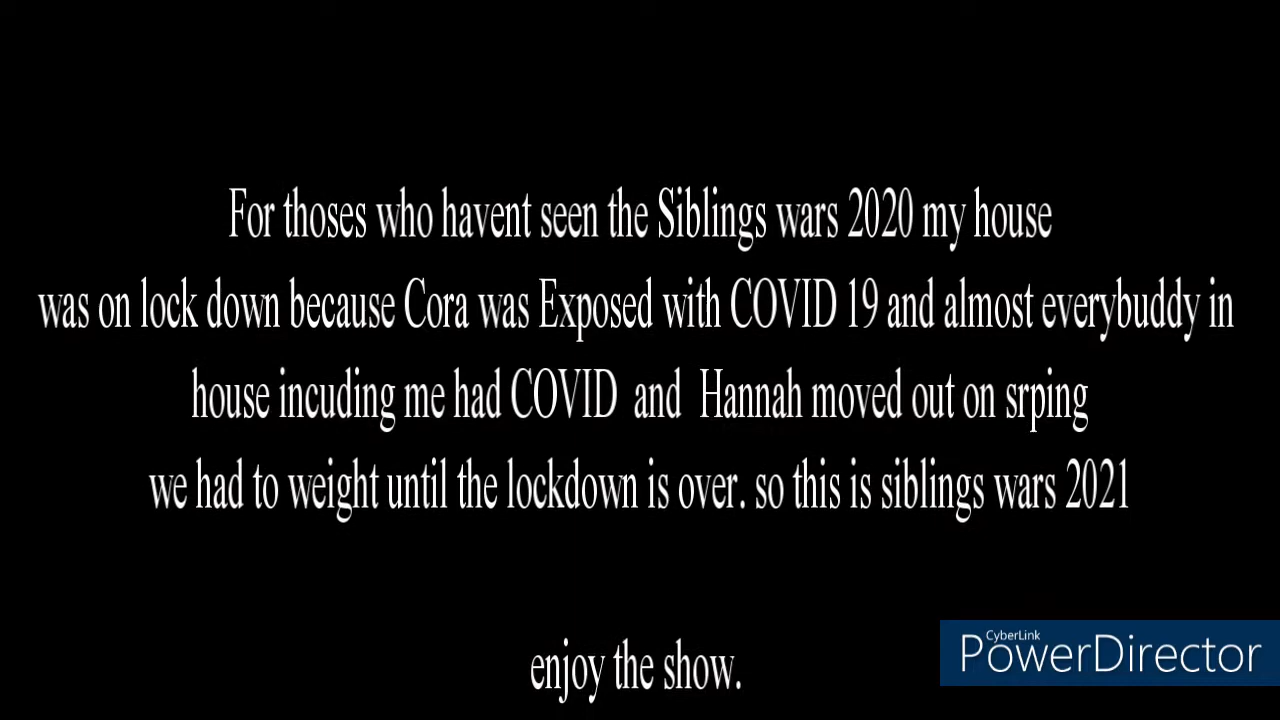 For thoses who havent seen the Siblings wars 2020 my house
was on lock down because Cora was Exposed with COVID 19 and almost everybuddy in
house incuding me had COVID and Hannah moved out on srping
we had to weight until the lockdown is over. so this is siblings wars 2021
enjoy the show.
CyberLink
PowerDirector